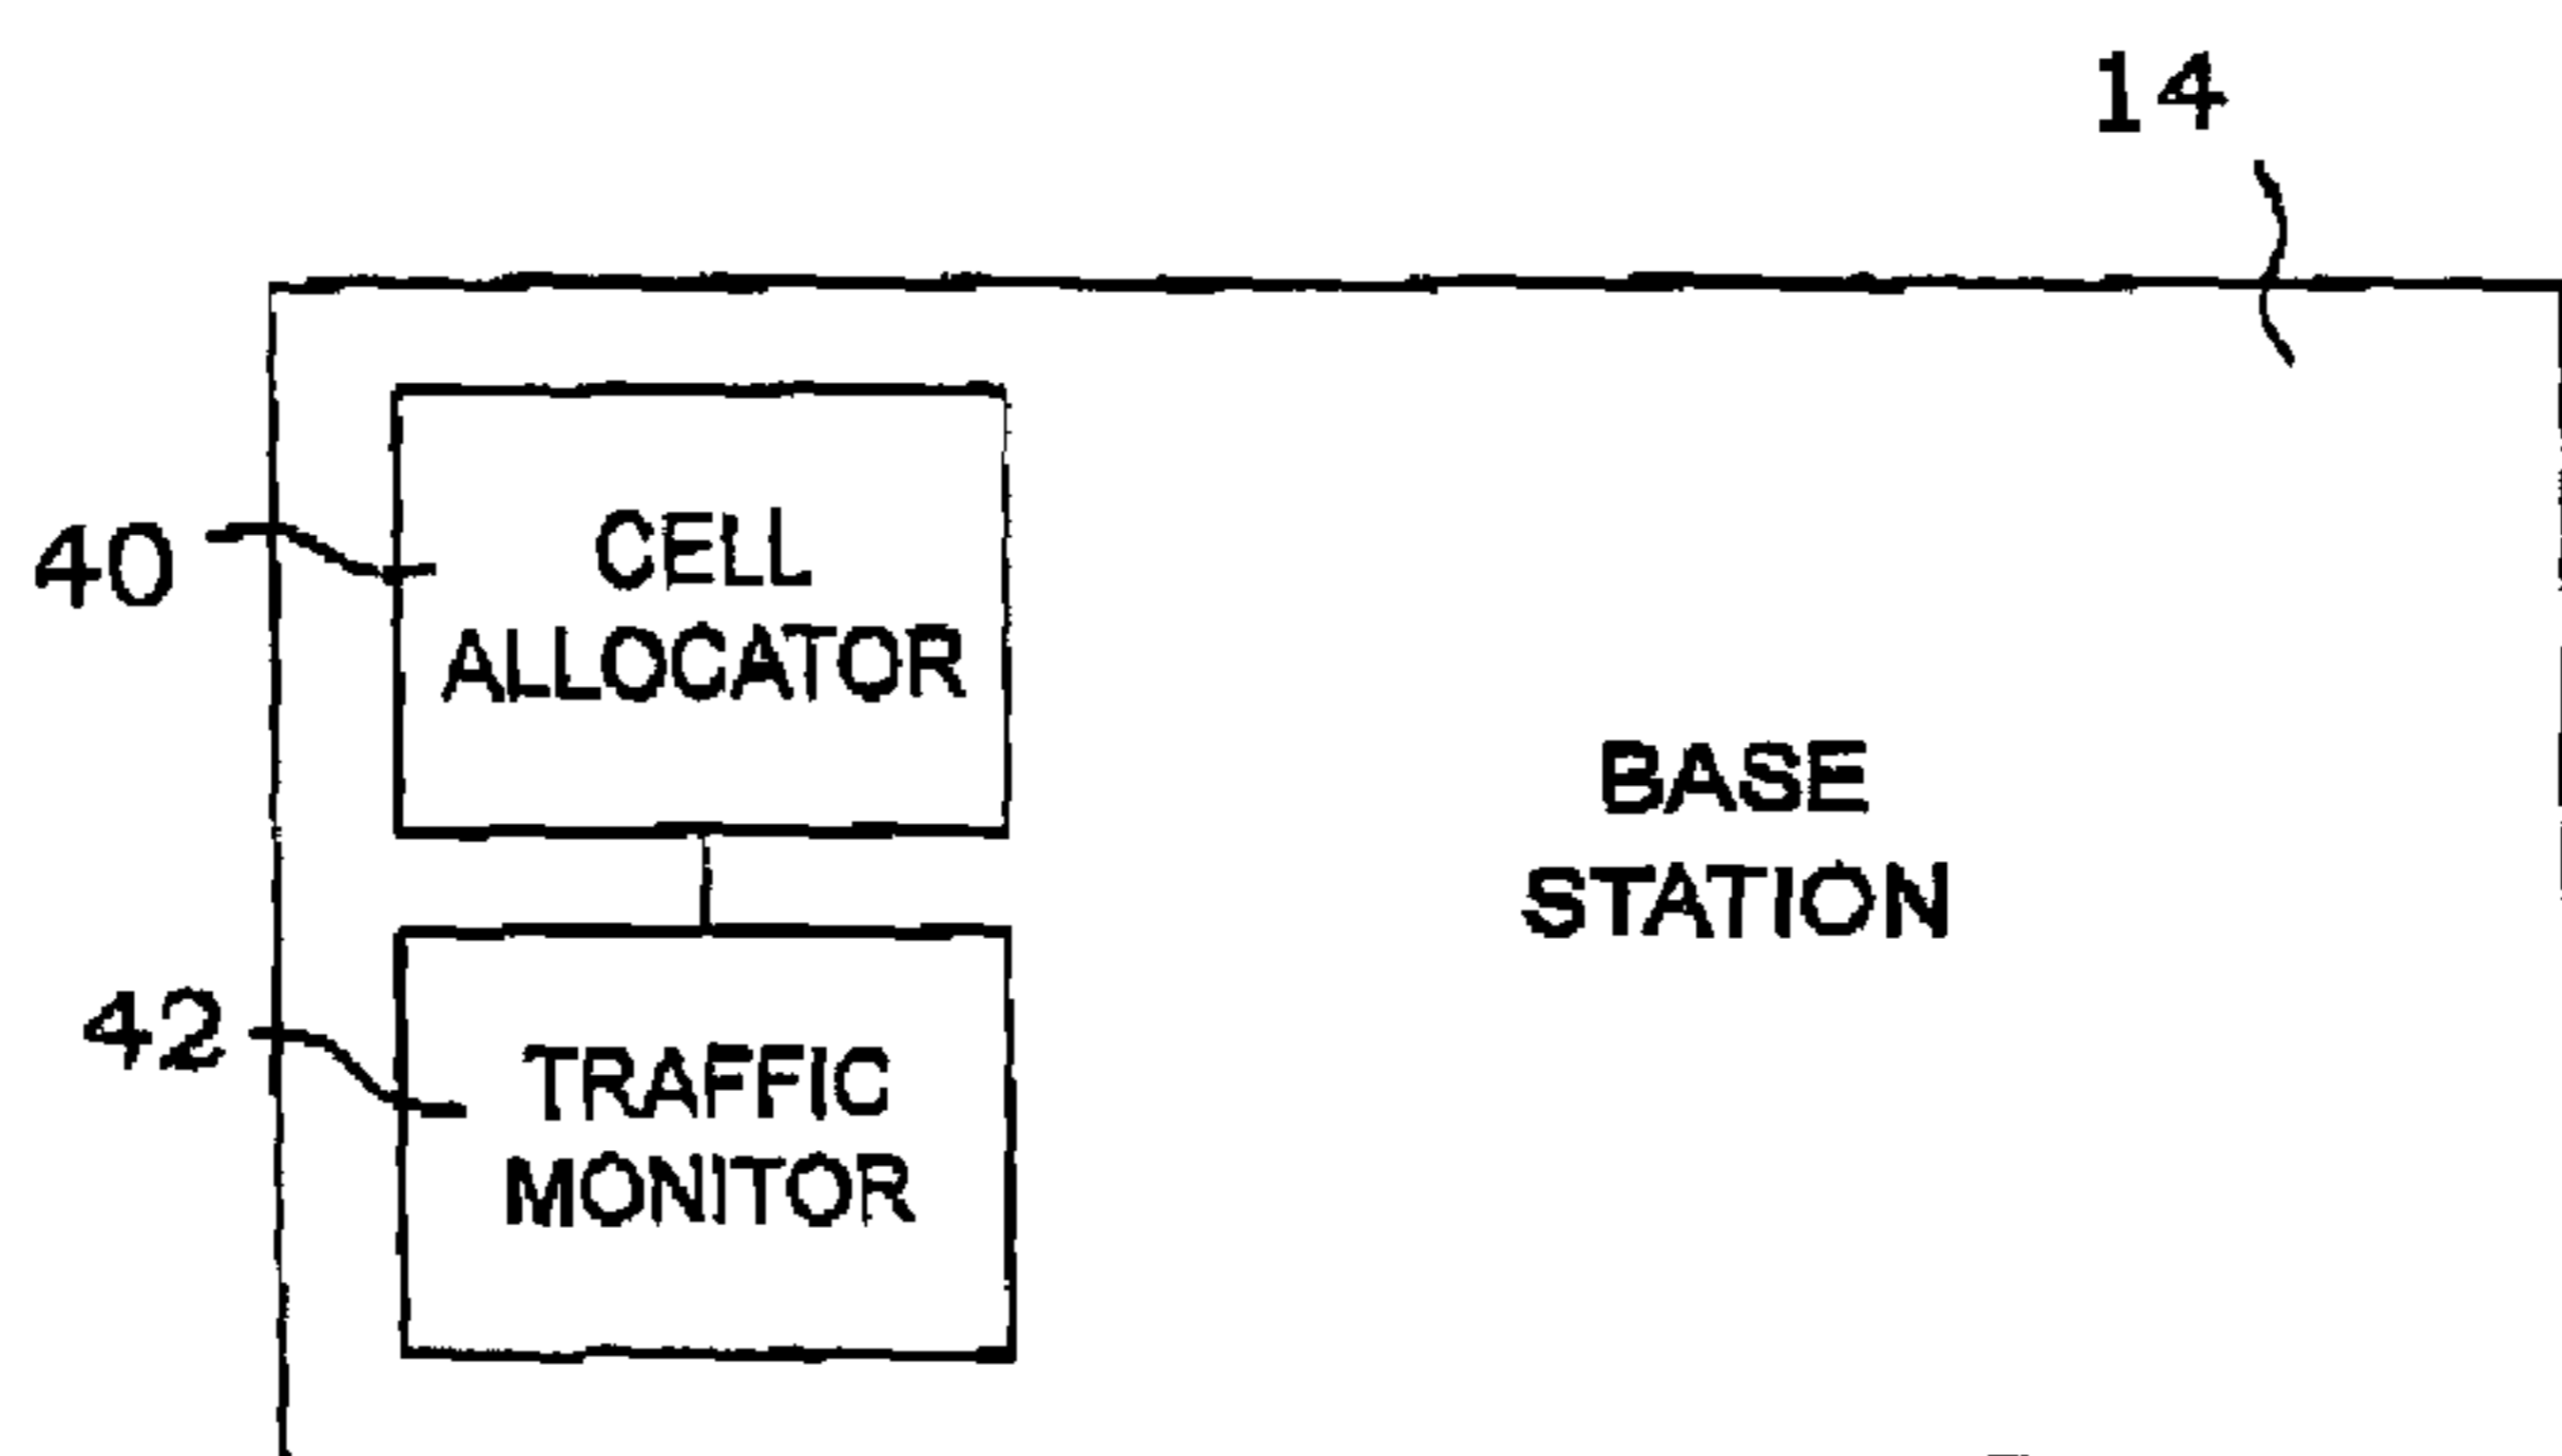 14
40
CELL
ALLOCATOR
BASE
STATION
42
TRAFFIC
MONITOR